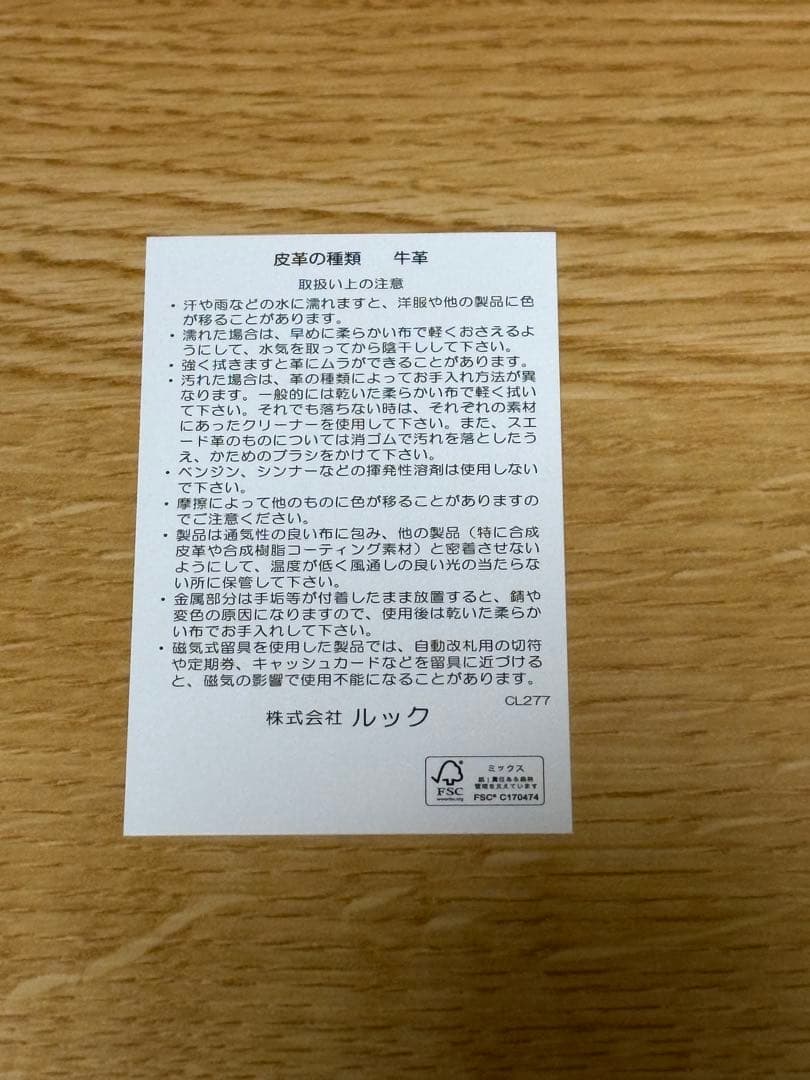 皮革の種類　　牛革
取扱い上の注意
・汗や雨などの水に濡れますと、洋服や他の製品に色
が移ることがあります。
・濡れた場合は、早めに柔らかい布で軽くおさえるよ
うにして、水気を取ってから陰干しして下さい。
・強く拭きますと革にムラができることがあります。
・汚れた場合は、革の種類によってお手入れ方法が異
なります。一般的には乾いた柔らかい布で軽く拭い
て下さい。それでも落ちない時は、それぞれの素材
にあったクリーナーを使用して下さい。また、スエ
ード革のものについては消ゴムで汚れを落としたう
え、かためのブラシをかけて下さい。
・ベンジン、シンナーなどの揮発性溶剤は使用しない
で下さい。
・摩擦によって他のものに色が移ることがありますの
でご注意ください。
・製品は通気性の良い布に包み、他の製品（特に合成
皮革や合成樹脂コーティング素材）と密着させない
ようにして、温度が低く風通しの良い光の当たらな
い所に保管して下さい。
・金属部分は手垢等が付着したまま放置すると、錆や
変色の原因になりますので、使用後は乾いた柔らか
い布でお手入れして下さい。
・磁気式留具を使用した製品では、自動改札用の切符
や定期券、キャッシュカードなどを留具に近づける
と、磁気の影響で使用不能になることがあります。
CL277
株式会社 ルック
FSC
www.fsc.org
ミックス
紙｜責任ある森林
管理を支えています
FSC® C170474